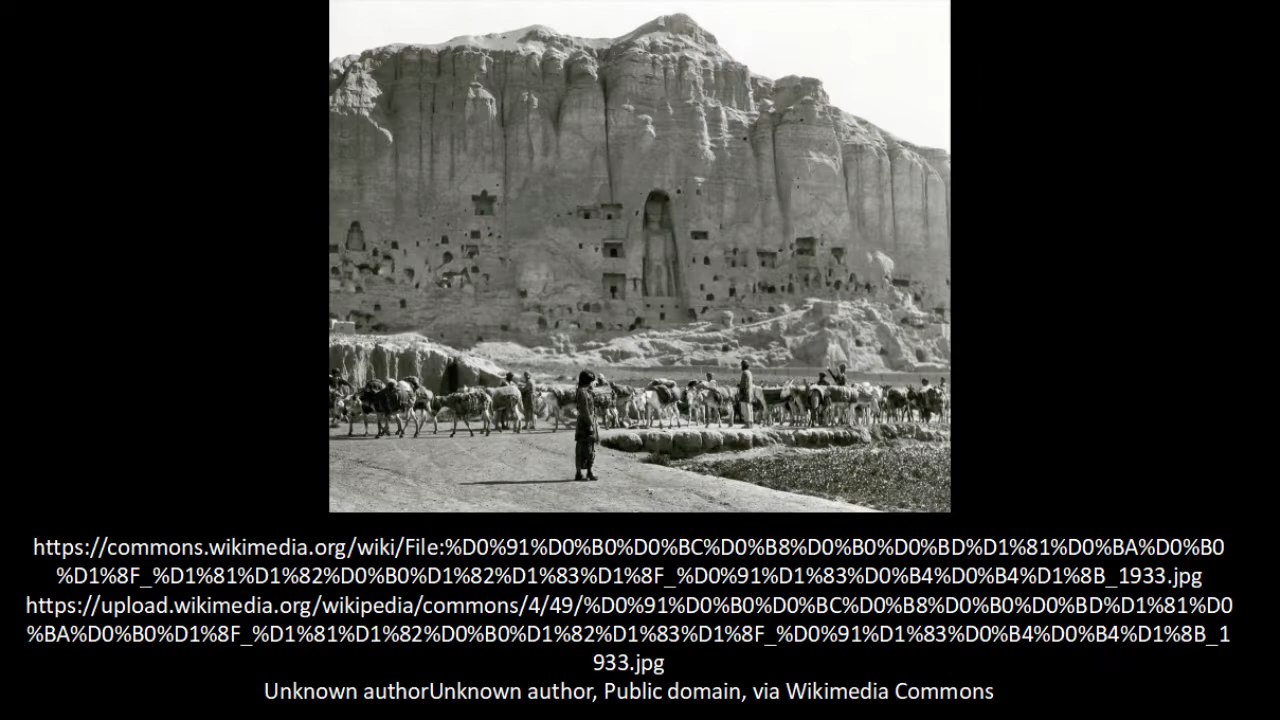 https://commons.wikimedia.org/wiki/File:%D0%91%D0%B0%D0%BC%D0%B8%D0%B0%D0%BD%D1%81%D0%BA%D0%B0
%D1%8F_%D1%81%D1%82%D0%B0%D1%82%D1%83%D1%8F_%D0%91%D1%83%D0%B4%D0%B4%D1%8B_1933.jpg
https://upload.wikimedia.org/wikipedia/commons/4/49/%D0%91%D0%B0%D0%BC%D0%B8%D0%B0%D0%BD%D1%81%D0
%BA%D0%B0%D1%8F_%D1%81%D1%82%D0%B0%D1%82%D1%83%D1%8F_%D0%91%D1%83%D0%B4%D0%B4%D1%8B_1
933.jpg
Unknown authorUnknown author, Public domain, via Wikimedia Commons